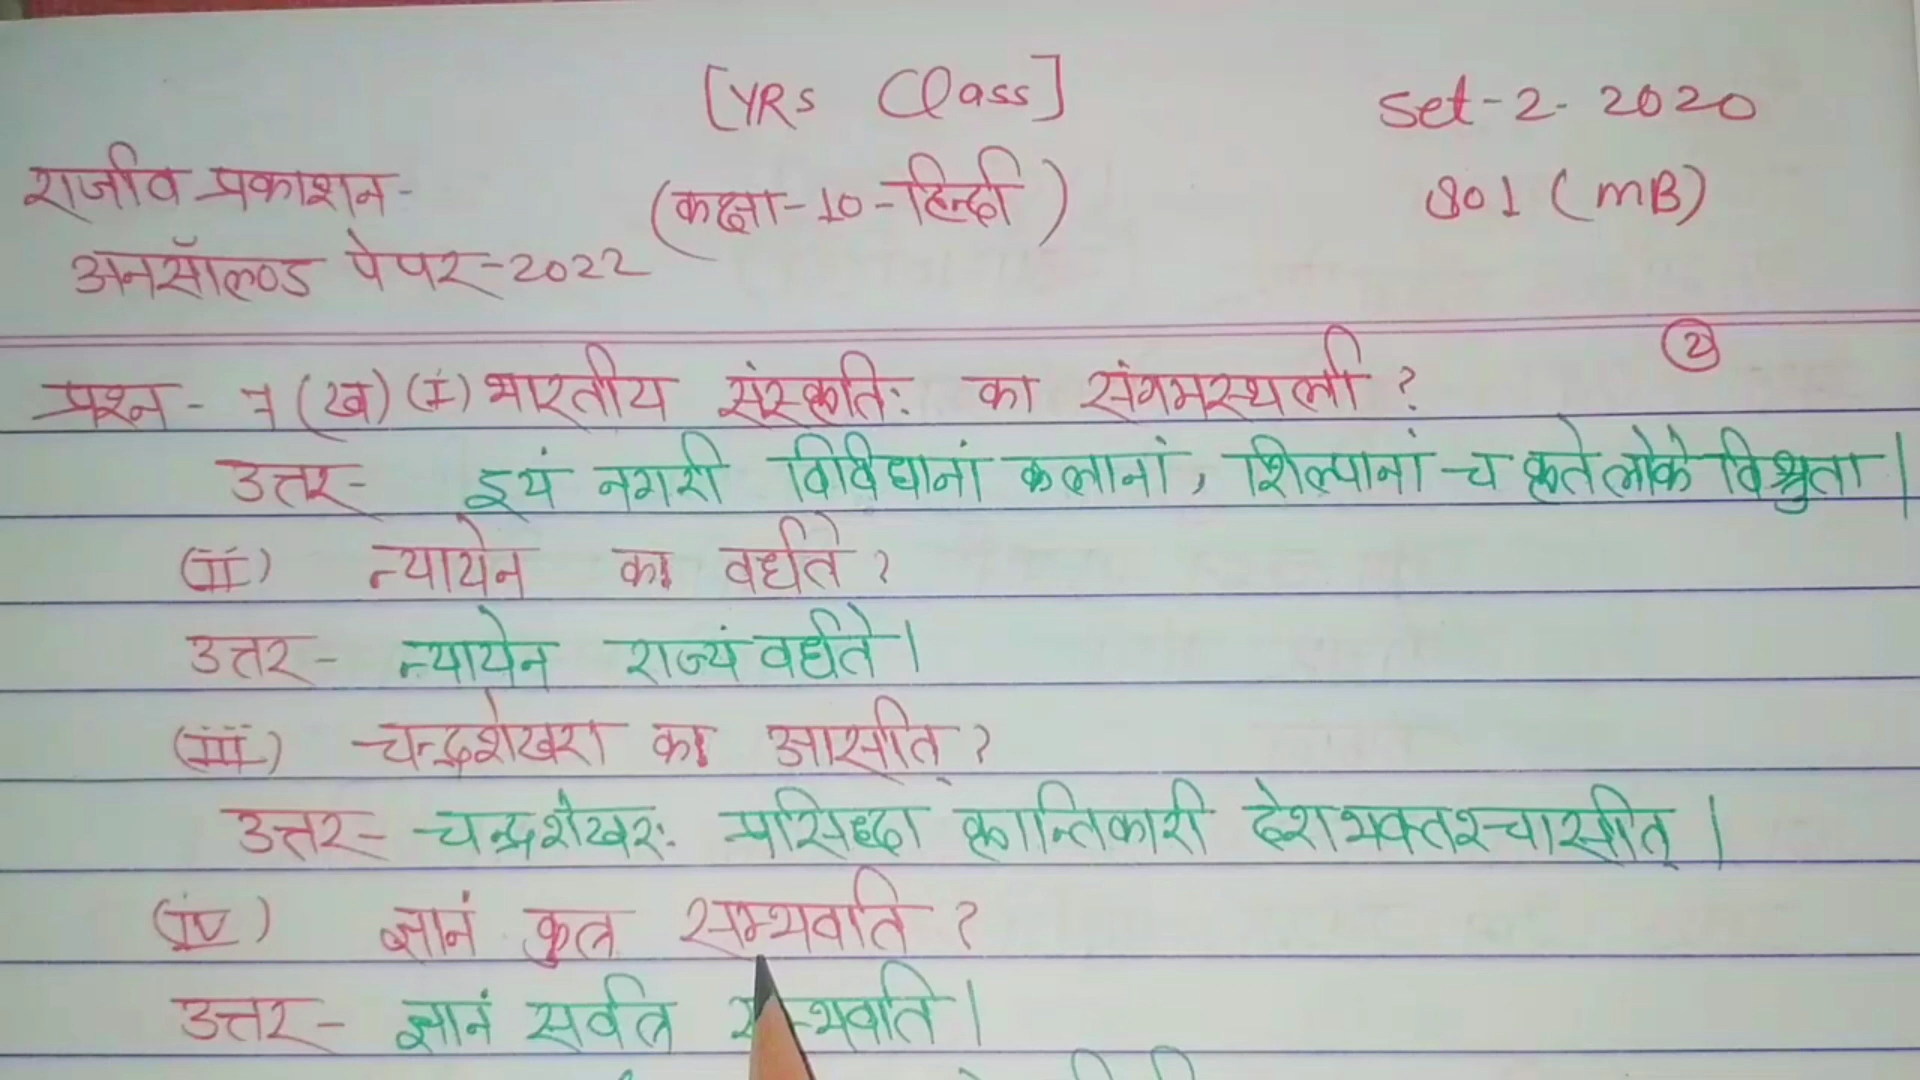 [YRs Class]
Set-2-2020
राजीव प्रकाशन-
(कक्षा-10-हिन्दी)
801 (MB)
अनसॉल्वड पेपर-2022
२
प्रश्न- 7 (ख) (I) भारतीय संस्कृतिः का संगमस्थली ?
उत्तर- इयं नगरी विविधानां कलानां, शिल्पानां च कृते लोके विश्रुता |
(II) न्यायेन का वर्धते ?
उत्तर- न्यायेन राज्यं वर्धते |
(III) चन्द्रशेखरा का आसीत् ?
उत्तर- चन्द्रशेखरः प्रसिद्धा क्रान्तिकारी देशभक्तश्चासीत् |
(IV) ज्ञानं कुत्र सम्भवति ?
उत्तर- ज्ञानं सर्वत्र सम्भवति |